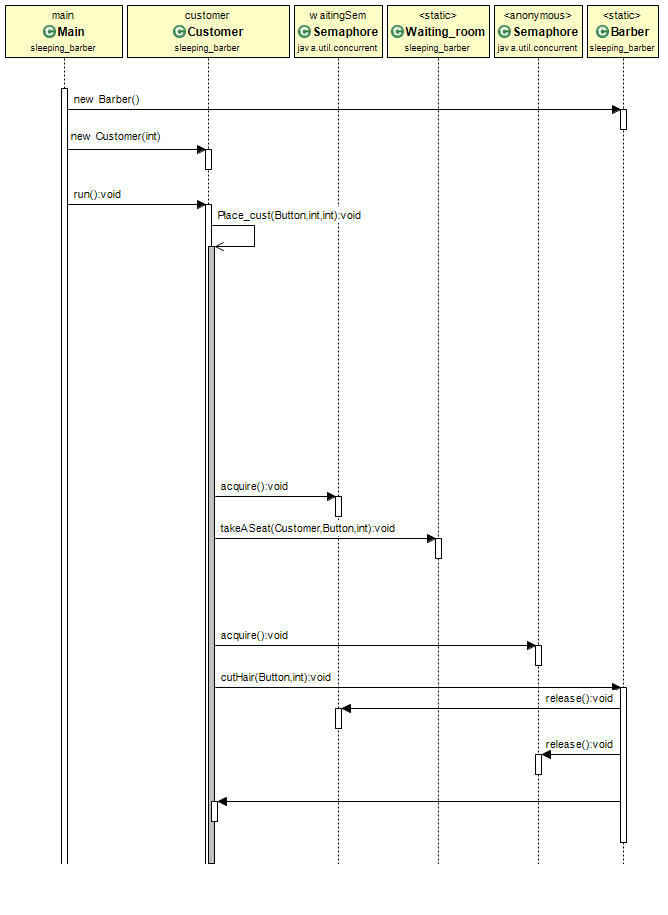 main
C Main
sleeping_barber
customer
C Customer
sleeping_barber
waitingSem
C Semaphore
java.util.concurrent
<static>
C Waiting_room
sleeping_barber
<anonymous>
C Semaphore
java.util.concurrent
<static>
C Barber
sleeping_barber
new Barber()
new Customer(int)
run():void
Place_cust(Button,int,int):void
acquire():void
takeASeat(Customer,Button,int):void
acquire():void
cutHair(Button,int):void
release():void
release():void